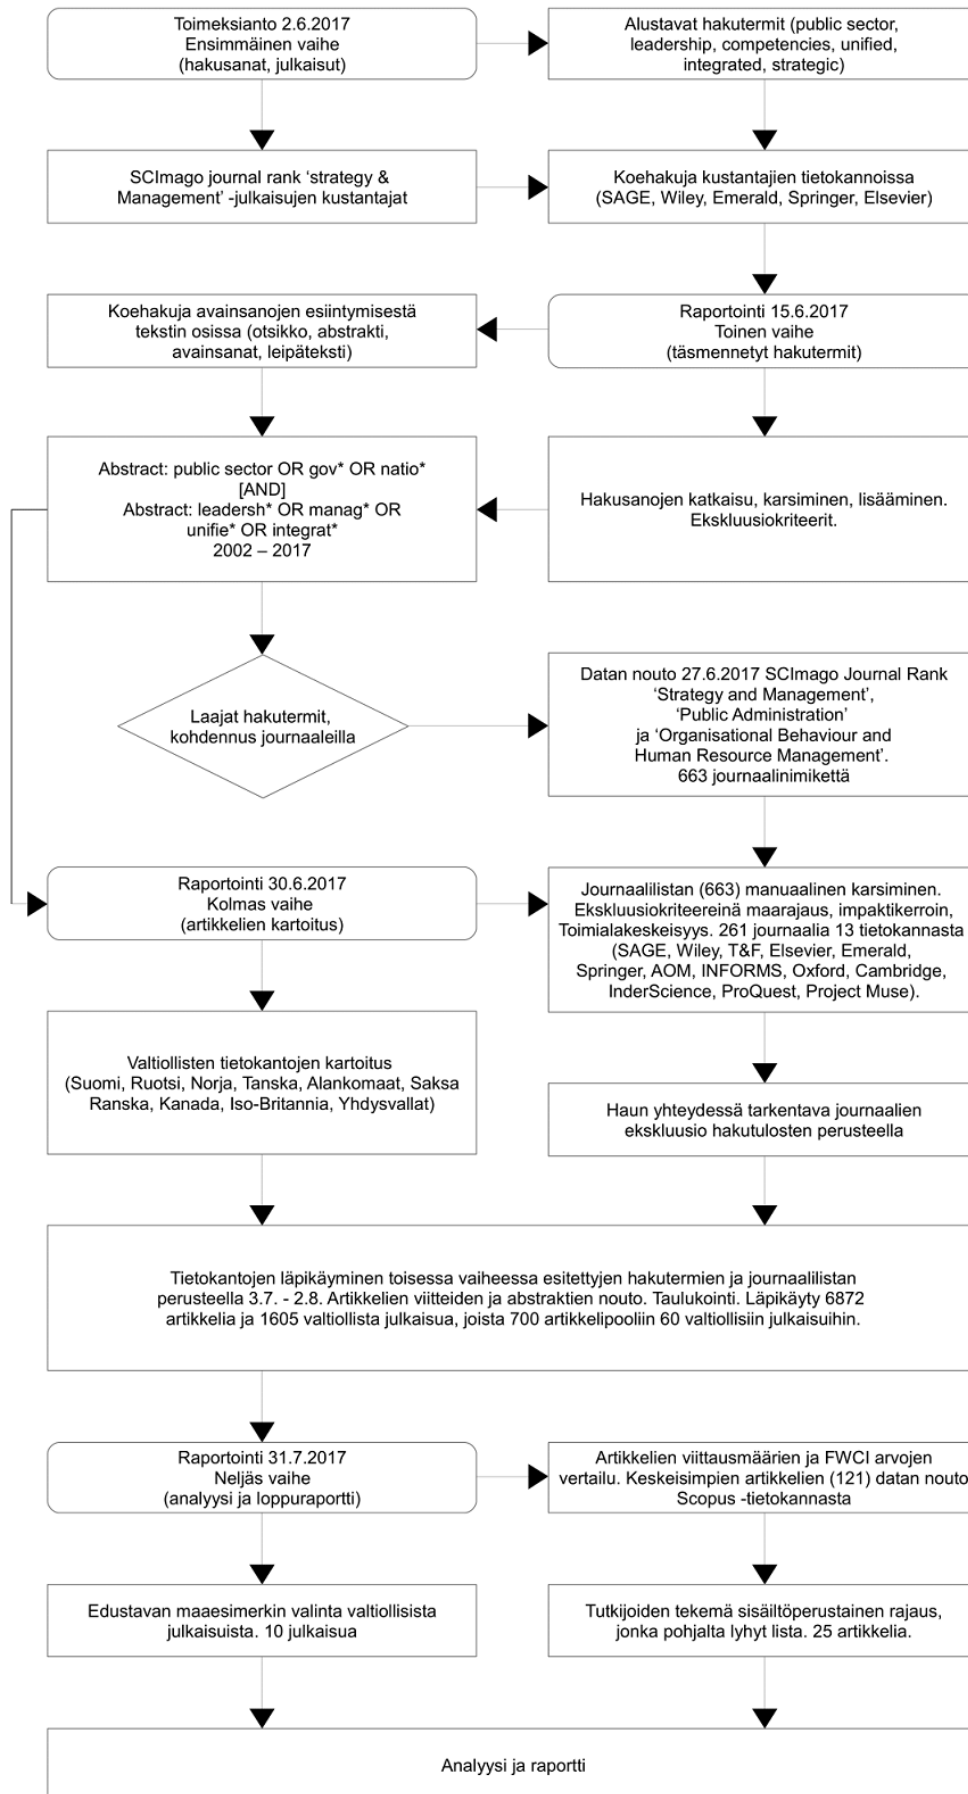 Toimeksianto 2.6.2017
Ensimmäinen vaihe
(hakusanat, julkaisut)
Alustavat hakutermit (public sector,
leadership, competencies, unified,
integrated, strategic)
SCImago journal rank ‘strategy &
Management’ -julkaisujen kustantajat
Koehakuja kustantajien tietokannoissa
(SAGE, Wiley, Emerald, Springer, Elsevier)
Koehakuja avainsanojen esiintymisestä
tekstin osissa (otsikko, abstrakti,
avainsanat, leipäteksti)
Raportointi 15.6.2017
Toinen vaihe
(täsmennetyt hakutermit)
Abstract: public sector OR gov* OR natio*
[AND]
Abstract: leadersh* OR manag* OR
unifie* OR integrat*
2002 – 2017
Hakusanojen katkaisu, karsiminen, lisääminen.
Ekskluusiokriteerit.
Laajat hakutermit,
kohdennus journaaleilla
Datan nouto 27.6.2017 SCImago Journal Rank
‘Strategy and Management’,
‘Public Administration’
ja ‘Organisational Behaviour and
Human Resource Management’.
663 journaalinimikettä
Raportointi 30.6.2017
Kolmas vaihe
(artikkelien kartoitus)
Journaalilistan (663) manuaalinen karsiminen.
Ekskluusiokriteereinä maarajaus, impaktikerroin,
Toimialakeskeisyys. 261 journaalia 13 tietokannasta
(SAGE, Wiley, T&F, Elsevier, Emerald,
Springer, AOM, INFORMS, Oxford, Cambridge,
InderScience, ProQuest, Project Muse).
Valtiollisten tietokantojen kartoitus
(Suomi, Ruotsi, Norja, Tanska, Alankomaat, Saksa
Ranska, Kanada, Iso-Britannia, Yhdysvallat)
Haun yhteydessä tarkentava journaalien
ekskluusio hakutulosten perusteella
Tietokantojen läpikäyminen toisessa vaiheessa esitettyjen hakutermien ja journaalilistan
perusteella 3.7. - 2.8. Artikkelien viitteiden ja abstraktien nouto. Taulukointi. Läpikäyty 6872
artikkelia ja 1605 valtiollista julkaisua, joista 700 artikkelipooliin 60 valtiollisiin julkaisuihin.
Raportointi 31.7.2017
Neljäs vaihe
(analyysi ja loppuraportti)
Artikkelien viittausmäärien ja FWCI arvojen
vertailu. Keskeisimpien artikkelien (121) datan nouto
Scopus -tietokannasta
Edustavan maaesimerkin valinta valtiollisista
julkaisuista. 10 julkaisua
Tutkijoiden tekemä sisäiltöperustainen rajaus,
jonka pohjalta lyhyt lista. 25 artikkelia.
Analyysi ja raportti